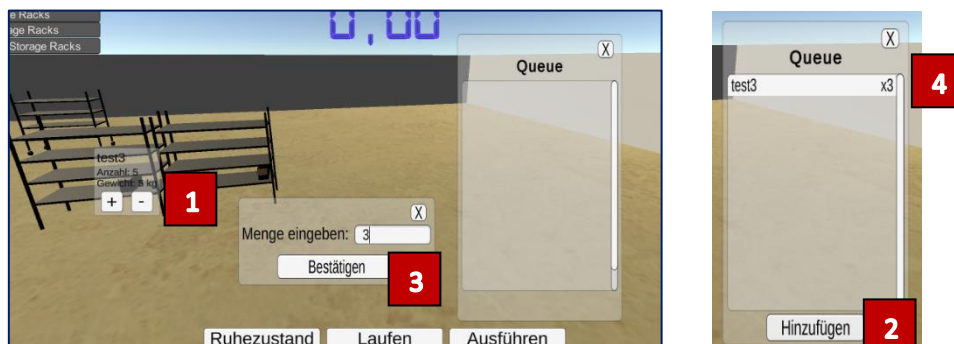 e Racks
age Racks
Storage Racks
0,00
X
Queue
test3
Anzahl: 5
Gewicht: 5 kg
+ -
1
X
Menge eingeben: 3
Bestätigen
3
Ruhezustand Laufen Ausführen
X
Queue
test3 x3
4
Hinzufügen
2